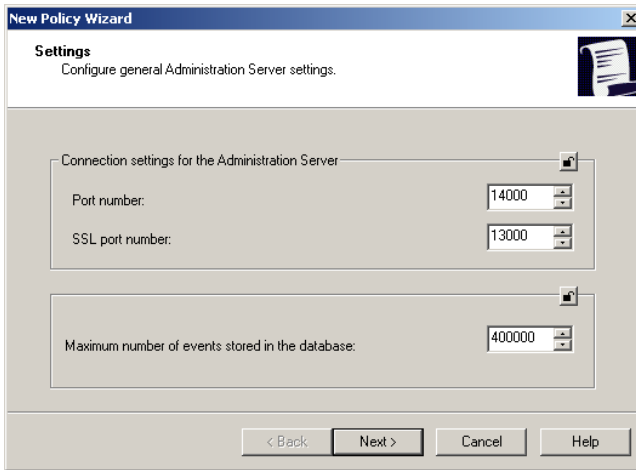 New Policy Wizard
Settings
Configure general Administration Server settings.
Connection settings for the Administration Server
Port number: 14000
SSL port number: 13000
Maximum number of events stored in the database: 400000
< Back Next > Cancel Help